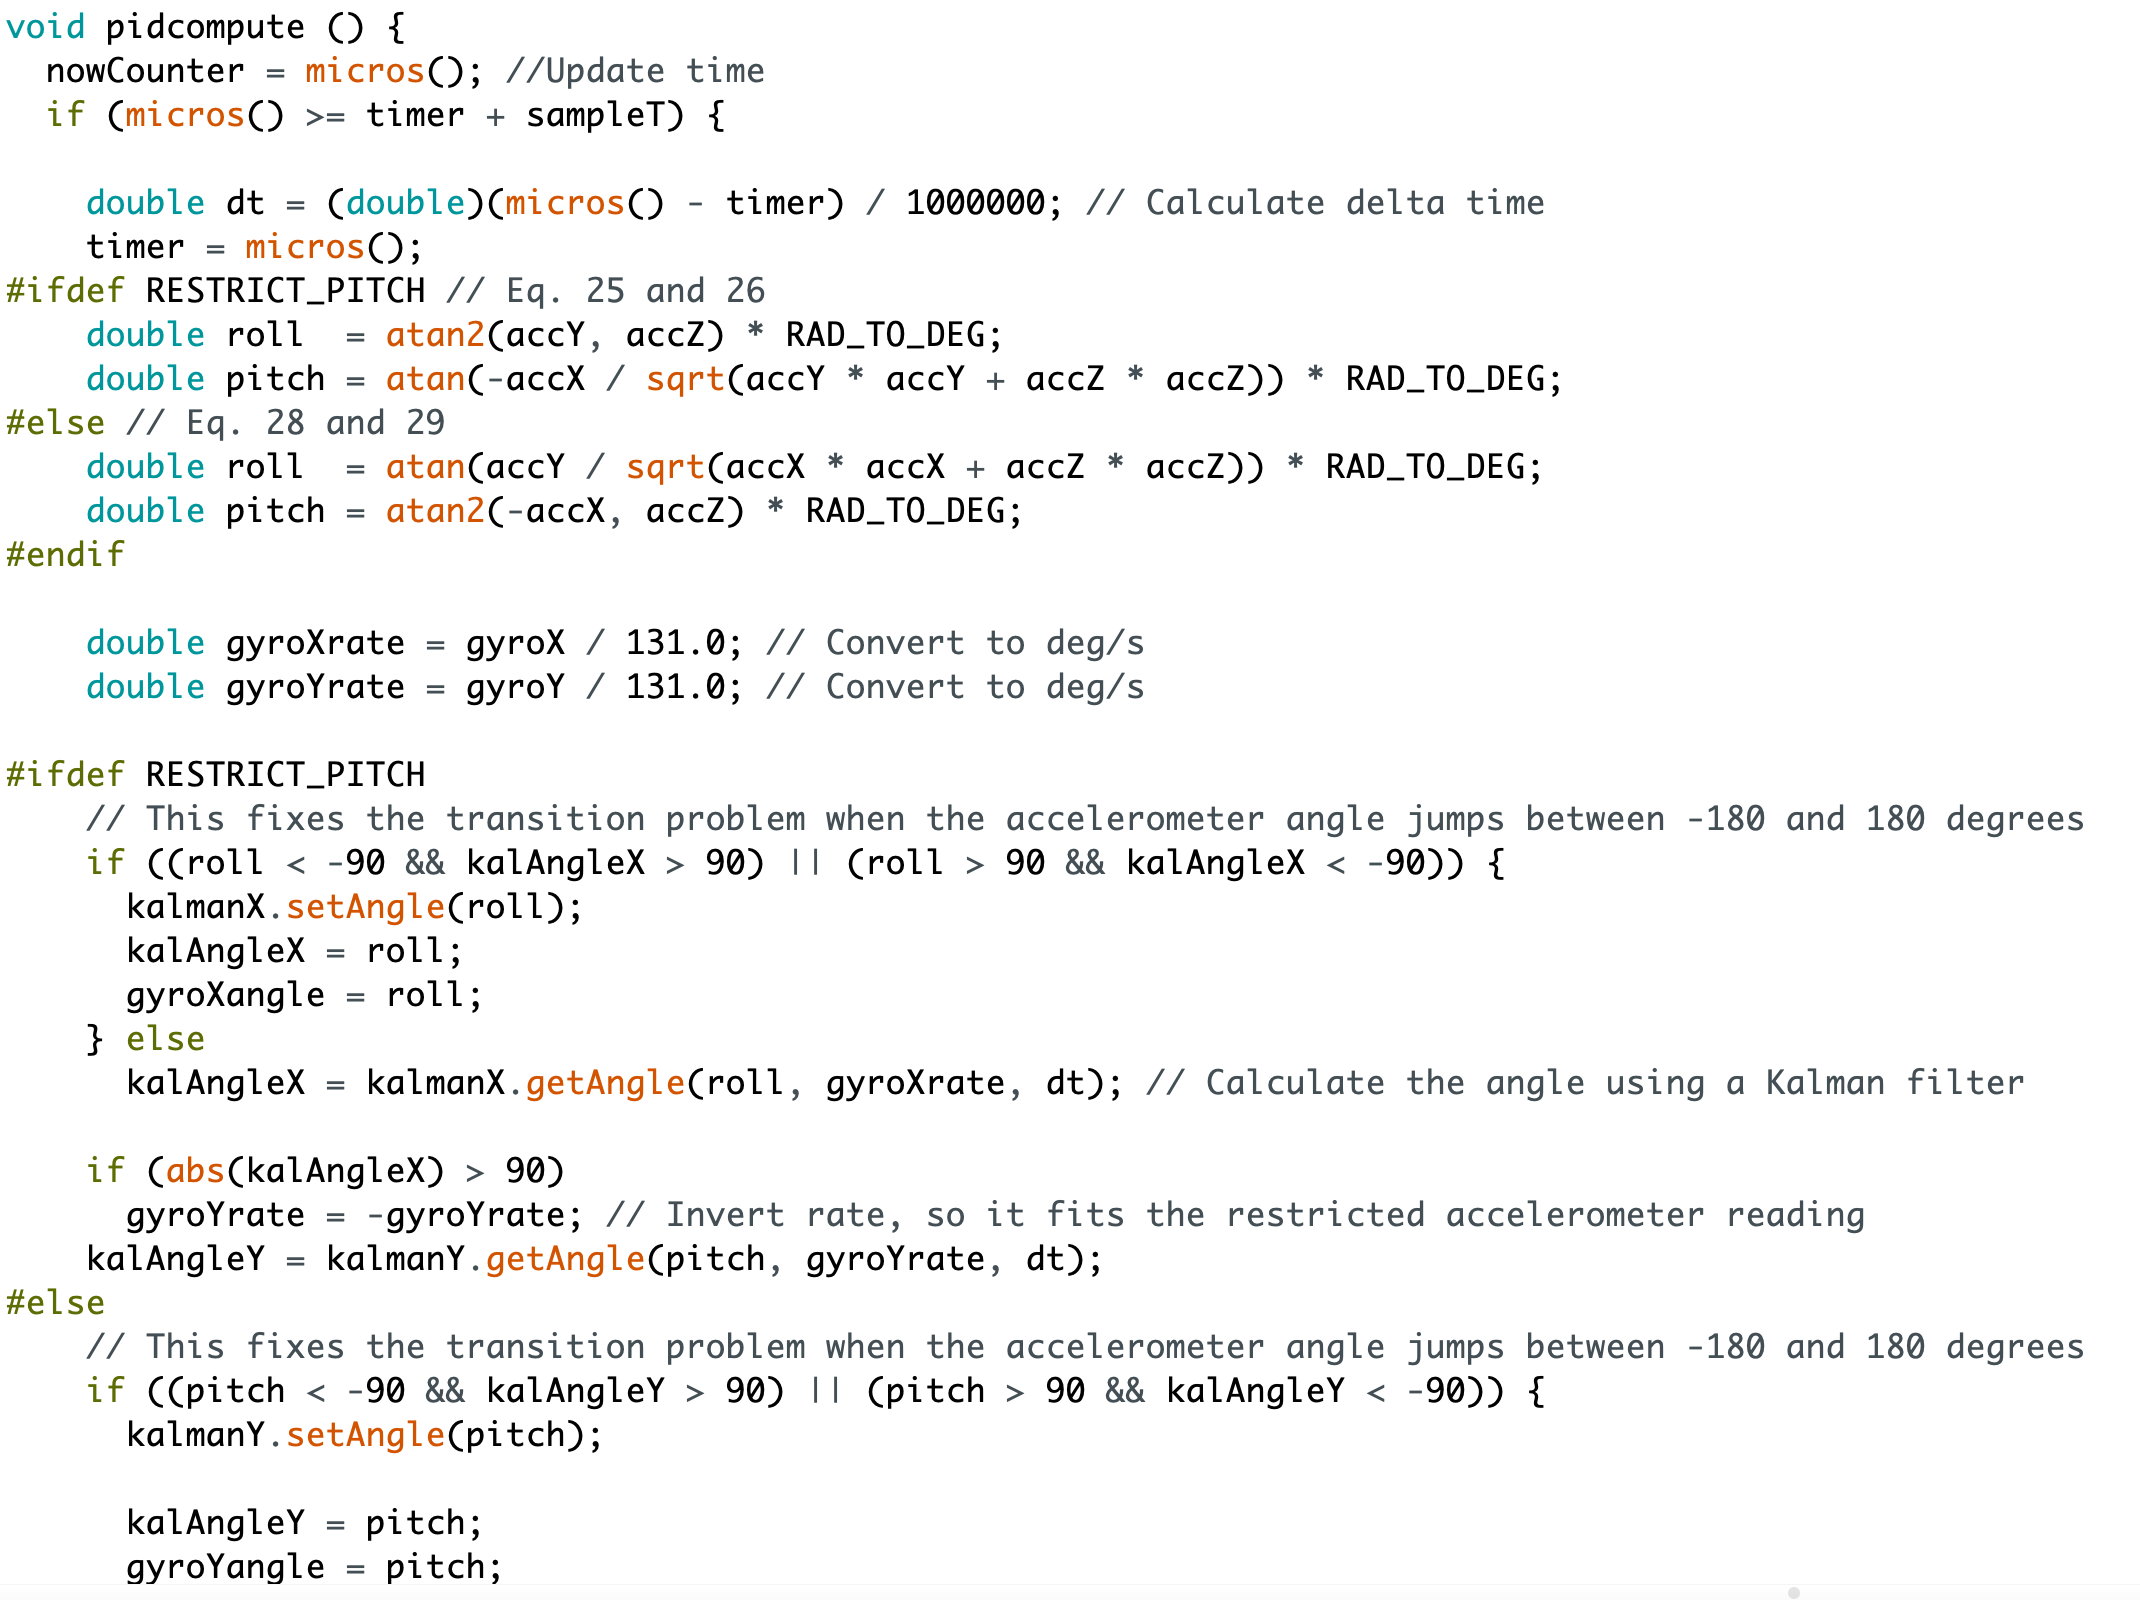 void pidcompute () {
  nowCounter = micros(); //Update time
  if (micros() >= timer + sampleT) {

    double dt = (double)(micros() - timer) / 1000000; // Calculate delta time
    timer = micros();
#ifdef RESTRICT_PITCH // Eq. 25 and 26
    double roll  = atan2(accY, accZ) * RAD_TO_DEG;
    double pitch = atan(-accX / sqrt(accY * accY + accZ * accZ)) * RAD_TO_DEG;
#else // Eq. 28 and 29
    double roll  = atan(accY / sqrt(accX * accX + accZ * accZ)) * RAD_TO_DEG;
    double pitch = atan2(-accX, accZ) * RAD_TO_DEG;
#endif

    double gyroXrate = gyroX / 131.0; // Convert to deg/s
    double gyroYrate = gyroY / 131.0; // Convert to deg/s

#ifdef RESTRICT_PITCH
    // This fixes the transition problem when the accelerometer angle jumps between -180 and 180 degrees
    if ((roll < -90 && kalAngleX > 90) || (roll > 90 && kalAngleX < -90)) {
      kalmanX.setAngle(roll);
      kalAngleX = roll;
      gyroXangle = roll;
    } else
      kalAngleX = kalmanX.getAngle(roll, gyroXrate, dt); // Calculate the angle using a Kalman filter

    if (abs(kalAngleX) > 90)
      gyroYrate = -gyroYrate; // Invert rate, so it fits the restricted accelerometer reading
    kalAngleY = kalmanY.getAngle(pitch, gyroYrate, dt);
#else
    // This fixes the transition problem when the accelerometer angle jumps between -180 and 180 degrees
    if ((pitch < -90 && kalAngleY > 90) || (pitch > 90 && kalAngleY < -90)) {
      kalmanY.setAngle(pitch);

      kalAngleY = pitch;
      gyroYangle = pitch;